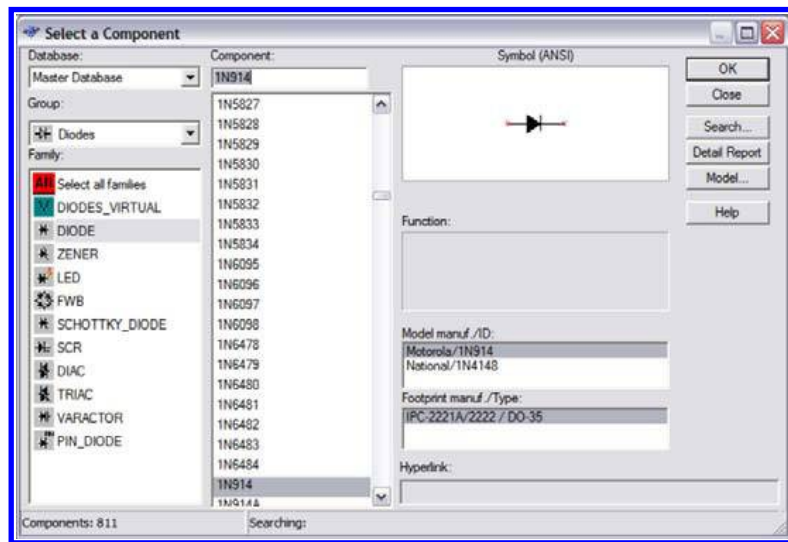 Select a Component
Database:
Master Database
Group:
Diodes
Family:
All Select all families
DIODES_VIRTUAL
DIODE
ZENER
LED
FWB
SCHOTTKY_DIODE
SCR
DIAC
TRIAC
VARACTOR
PIN_DIODE
Component:
1N914
1N5827
1N5828
1N5829
1N5830
1N5831
1N5832
1N5833
1N5834
1N6095
1N6096
1N6097
1N6098
1N6478
1N6479
1N6480
1N6481
1N6482
1N6483
1N6484
1N914
1N914A
Symbol (ANSI)
Function:
Model manuf./ID:
Motorola/1N914
National/1N4148
Footprint manuf./Type:
IPC-2221A/2222 / DO-35
Hyperlink:
OK
Close
Search...
Detail Report
Model...
Help
Components: 811
Searching: